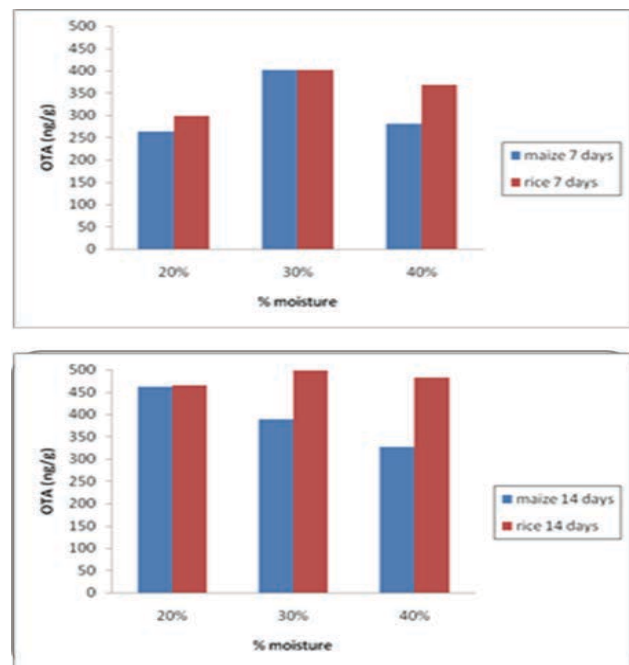 500
450
400
350
300
250
200
150
100
50
0
OTA (ng/g)
20% 30% 40%
% moisture
maize 7 days
rice 7 days
500
450
400
350
300
250
200
150
100
50
0
OTA (ng/g)
20% 30% 40%
% moisture
maize 14 days
rice 14 days